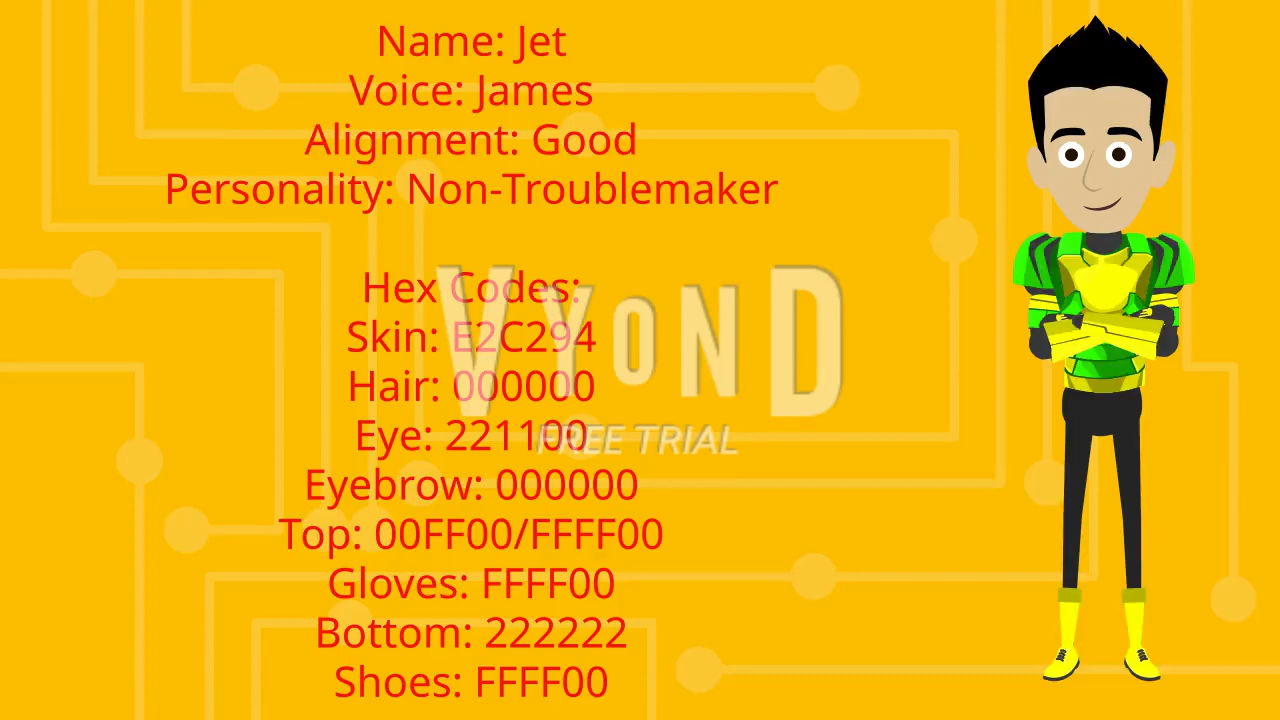 Name: Jet
Voice: James
Alignment: Good
Personality: Non-Troublemaker
Hex Codes:
Skin: E2C294
Hair: 000000
Eye: 221100
Eyebrow: 000000
Top: 00FF00/FFFF00
Gloves: FFFF00
Bottom: 222222
Shoes: FFFF00
VYOND
FREE TRIAL